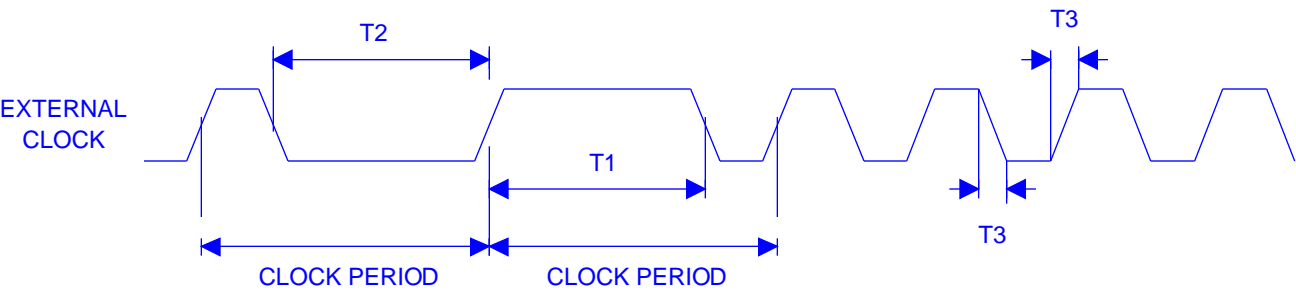 T2
T3
EXTERNAL
CLOCK
T1
T3
CLOCK PERIOD
CLOCK PERIOD